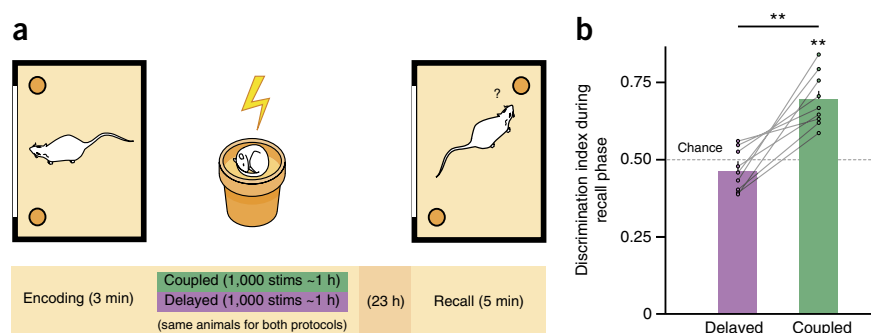 a
?
Encoding (3 min)
Coupled (1,000 stims ~1 h)
Delayed (1,000 stims ~1 h)
(same animals for both protocols)
(23 h)
Recall (5 min)
b
**
**
Discrimination index during
recall phase
0.75
0.50
0.25
0
Chance
Delayed
Coupled